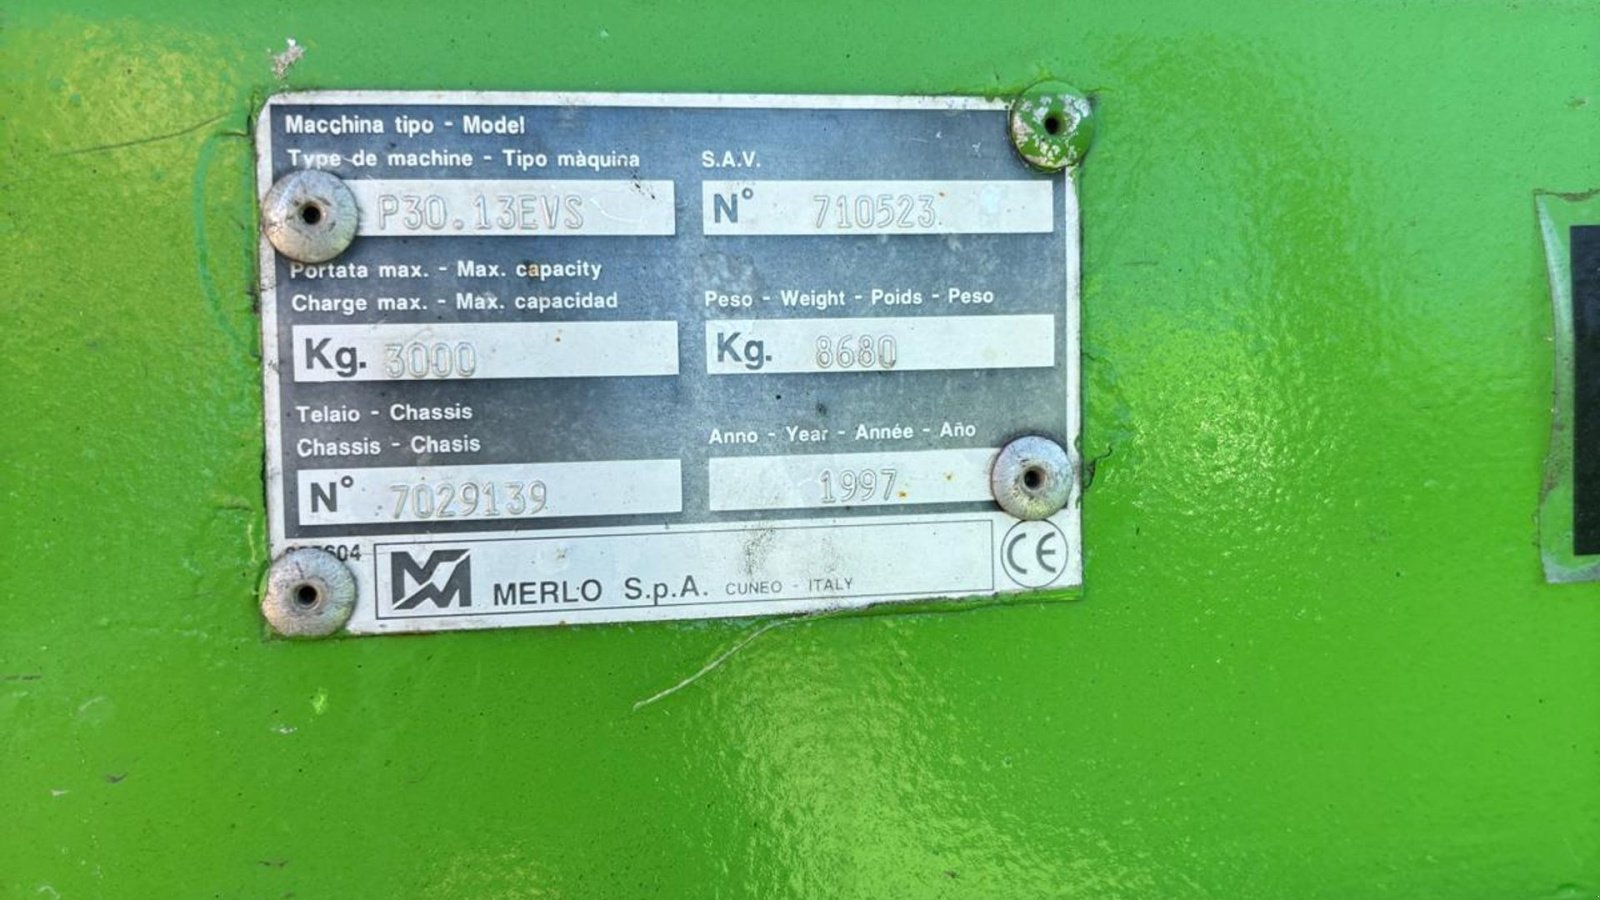 Macchina tipo - Model
Type de machine - Tipo màquina
P30.13EVS
S.A.V.
N° 710523
Portata max. - Max. capacity
Charge max. - Max. capacidad
Kg. 3000
Peso - Weight - Poids - Peso
Kg. 8680
Telaio - Chassis
Chassis - Chasis
N° 7029139
Anno - Year - Année - Año
1997
MERLO S.p.A. CUNEO - ITALY
CE